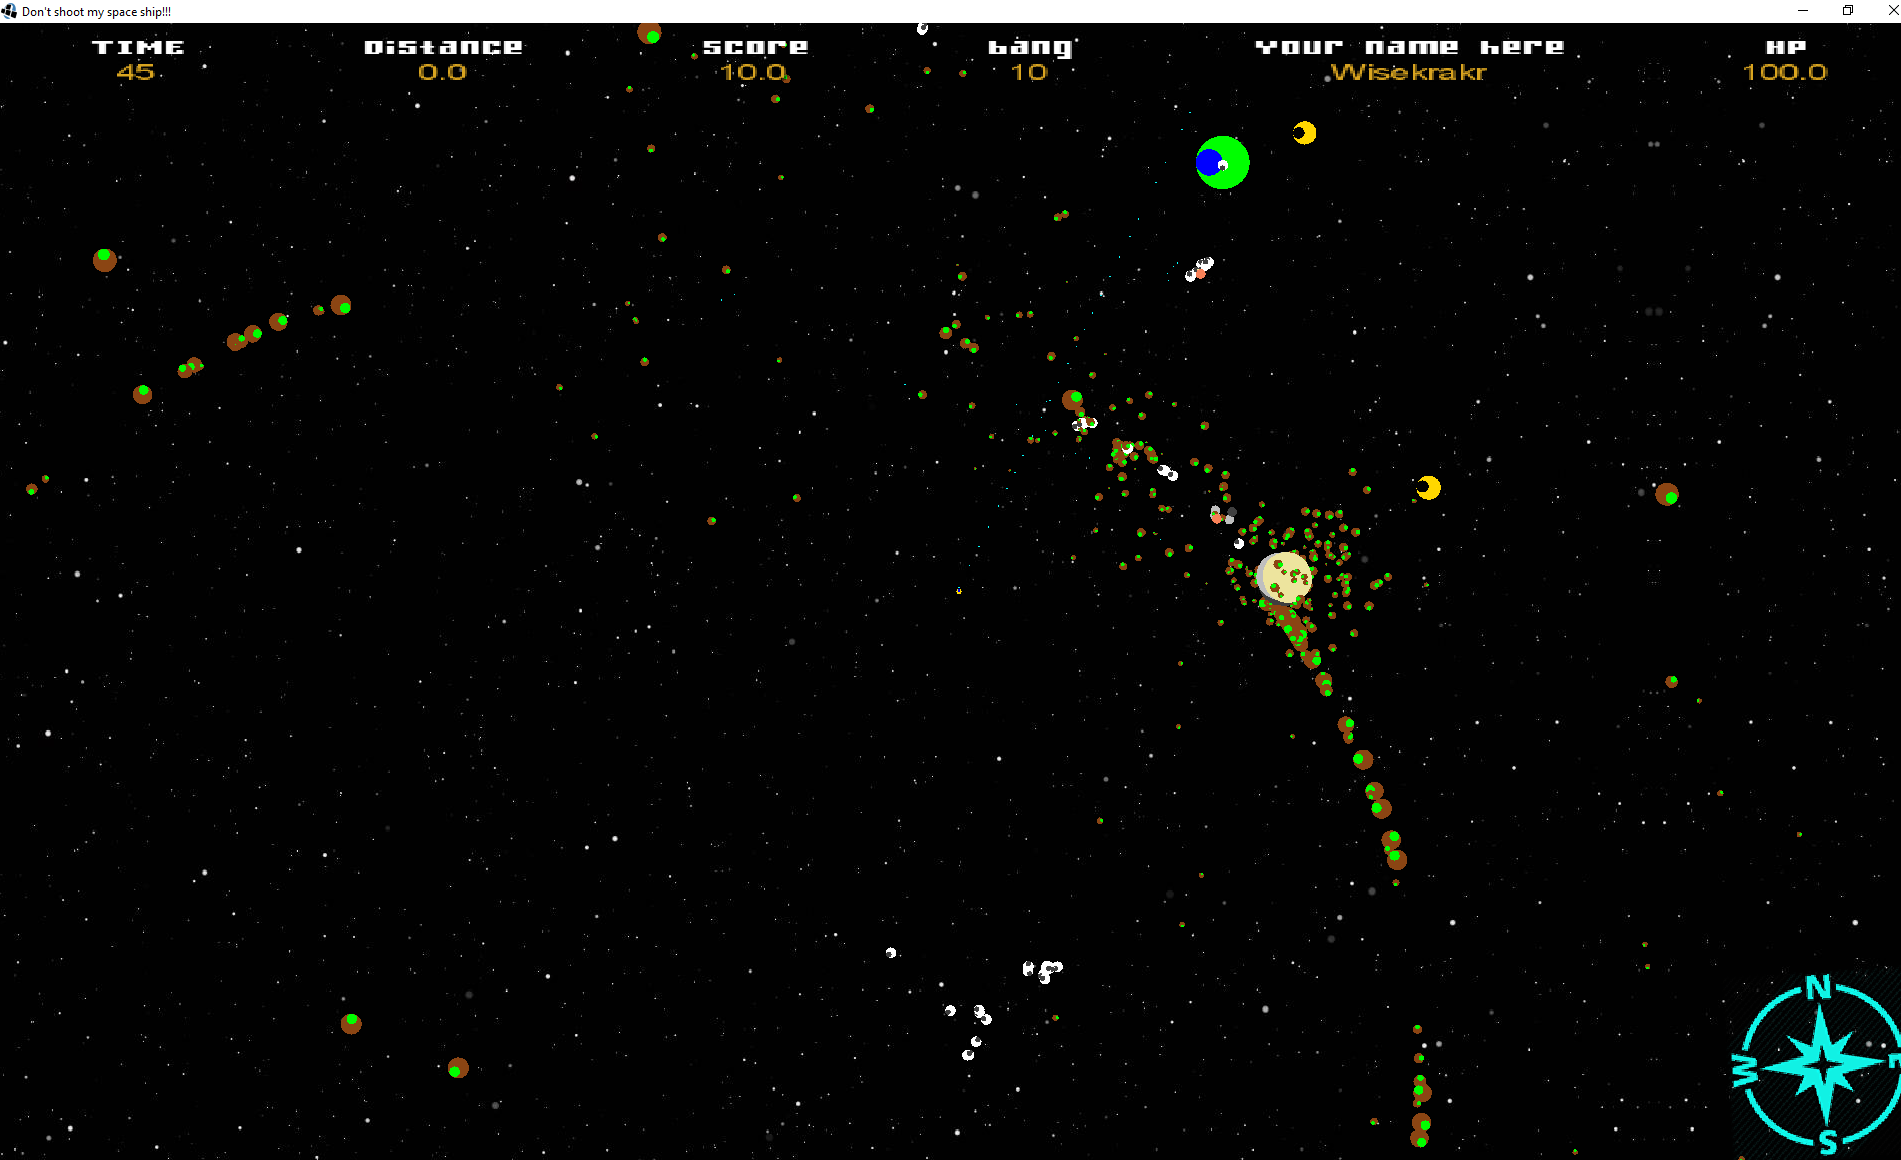 Don't shoot my space ship!!!
TIME Distance score bang Your name here HP
45 0.0 10.0 10 Wisekrakr 100.0
N
W E
S